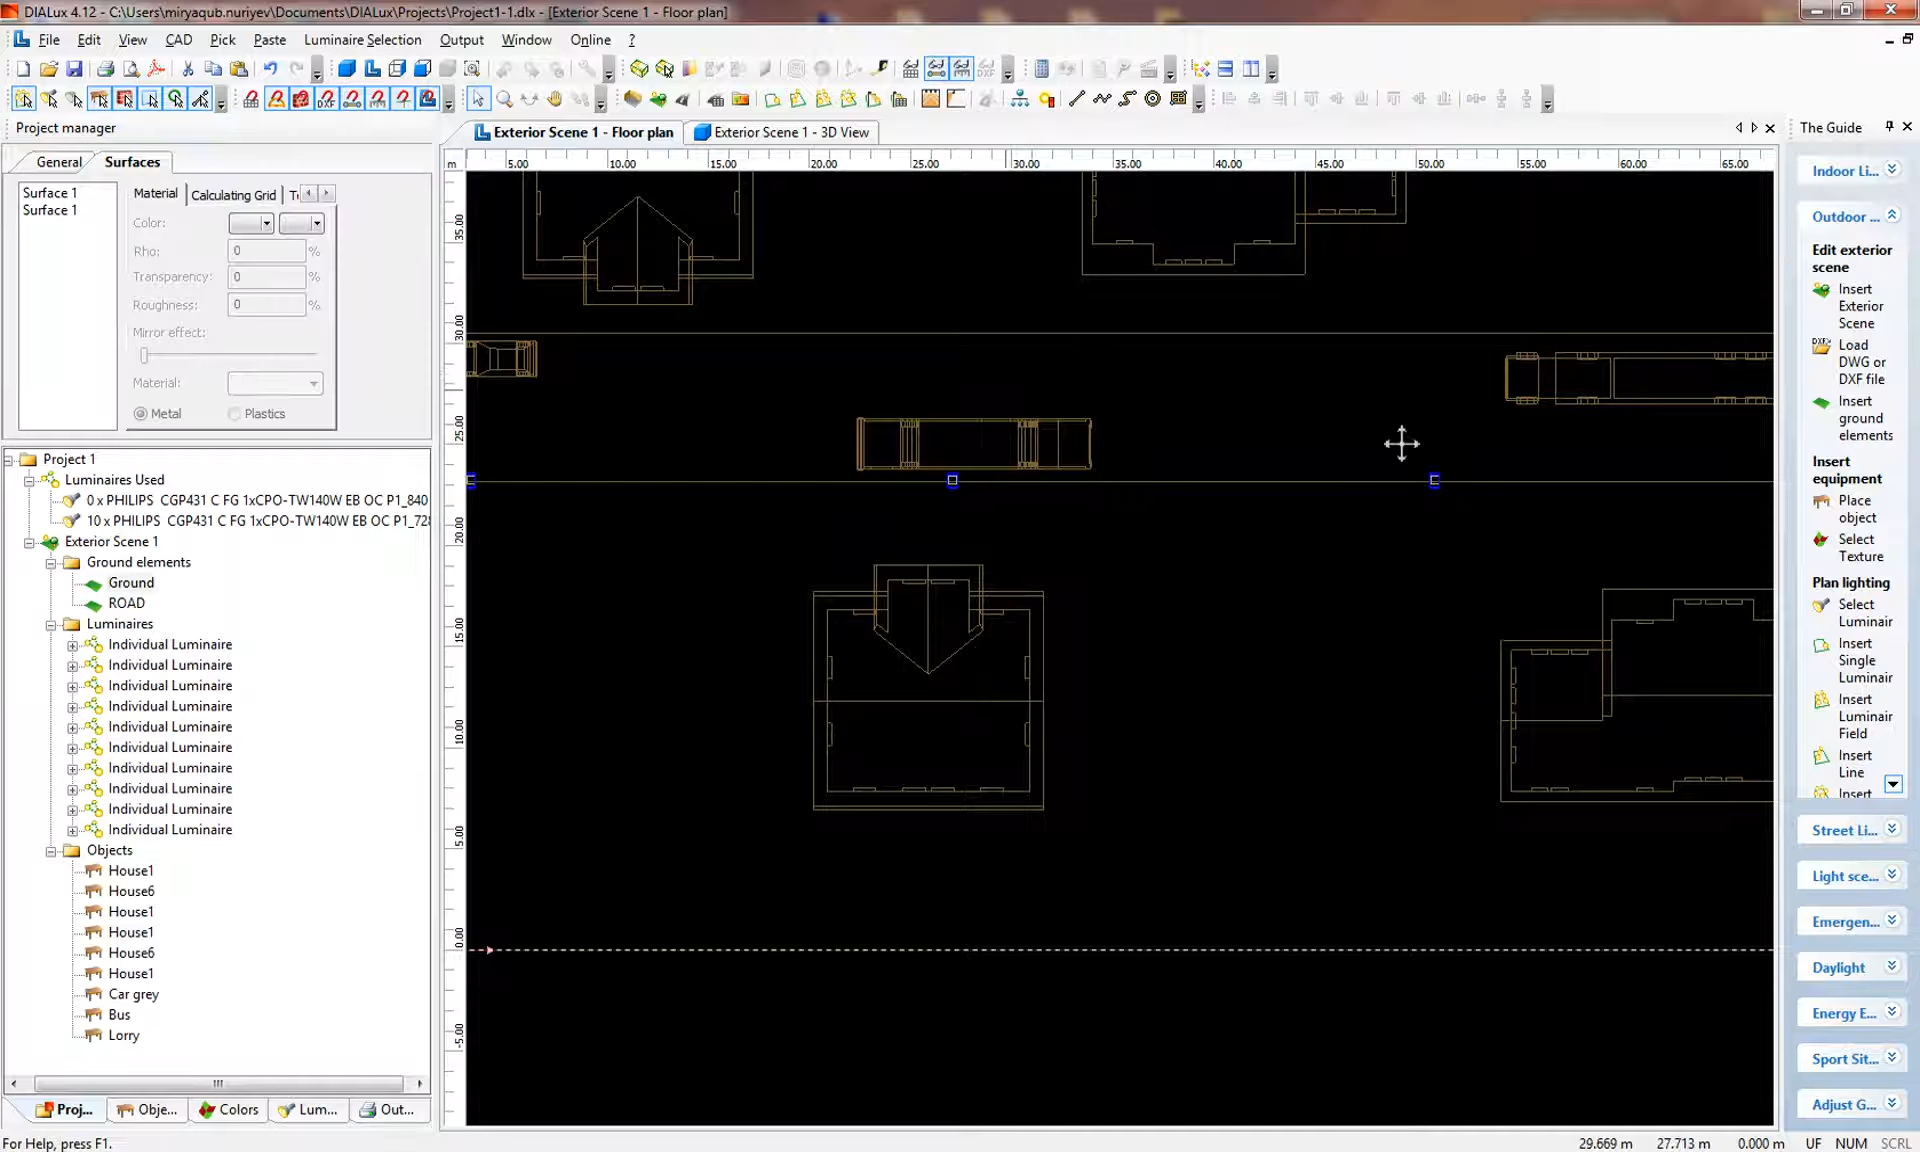 DIALux 4.12 - C:\Users\miryaqub.nuriyev\Documents\DIALux\Projects\Project1-1.dlx - [Exterior Scene 1 - Floor plan]
File Edit View CAD Pick Paste Luminaire Selection Output Window Online ?
Project manager
General Surfaces
Surface 1
Surface 1
Material Calculating Grid
Color:
Rho: 0 %
Transparency: 0 %
Roughness: 0 %
Mirror effect:
Material:
Metal Plastics
Project 1
Luminaires Used
0 x PHILIPS CGP431 C FG 1xCPO-TW140W EB OC P1_840
10 x PHILIPS CGP431 C FG 1xCPO-TW140W EB OC P1_728
Exterior Scene 1
Ground elements
Ground
ROAD
Luminaires
Individual Luminaire
Individual Luminaire
Individual Luminaire
Individual Luminaire
Individual Luminaire
Individual Luminaire
Individual Luminaire
Individual Luminaire
Individual Luminaire
Individual Luminaire
Objects
House1
House6
House1
House1
House6
House1
Car grey
Bus
Lorry
Proj... Obje... Colors Lum... Out...
Exterior Scene 1 - Floor plan Exterior Scene 1 - 3D View
m 5.00 10.00 15.00 20.00 25.00 30.00 35.00 40.00 45.00 50.00 55.00 60.00 65.00
35.00
30.00
25.00
20.00
15.00
10.00
5.00
0.00
-5.00
The Guide
Indoor Li...
Outdoor ...
Edit exterior
scene
Insert
Exterior
Scene
Load
DWG or
DXF file
Insert
ground
elements
Insert
equipment
Place
object
Select
Texture
Plan lighting
Select
Luminair
Insert
Single
Luminair
Insert
Luminair
Field
Insert
Line
Insert
Street Li...
Light sce...
Emergen...
Daylight
Energy E...
Sport Sit...
Adjust G...
For Help, press F1.
29.669 m 27.713 m 0.000 m UF NUM SCRL